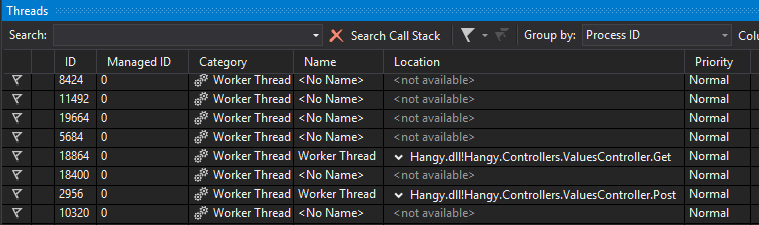 Threads
Search: Search Call Stack Group by: Process ID Colu
ID Managed ID Category Name Location Priority
8424 0 Worker Thread <No Name> <not available> Normal
11492 0 Worker Thread <No Name> <not available> Normal
19664 0 Worker Thread <No Name> <not available> Normal
5684 0 Worker Thread <No Name> <not available> Normal
18864 0 Worker Thread Worker Thread Hangy.dll!Hangy.Controllers.ValuesController.Get Normal
18400 0 Worker Thread <No Name> <not available> Normal
2956 0 Worker Thread Worker Thread Hangy.dll!Hangy.Controllers.ValuesController.Post Normal
10320 0 Worker Thread <No Name> <not available> Normal